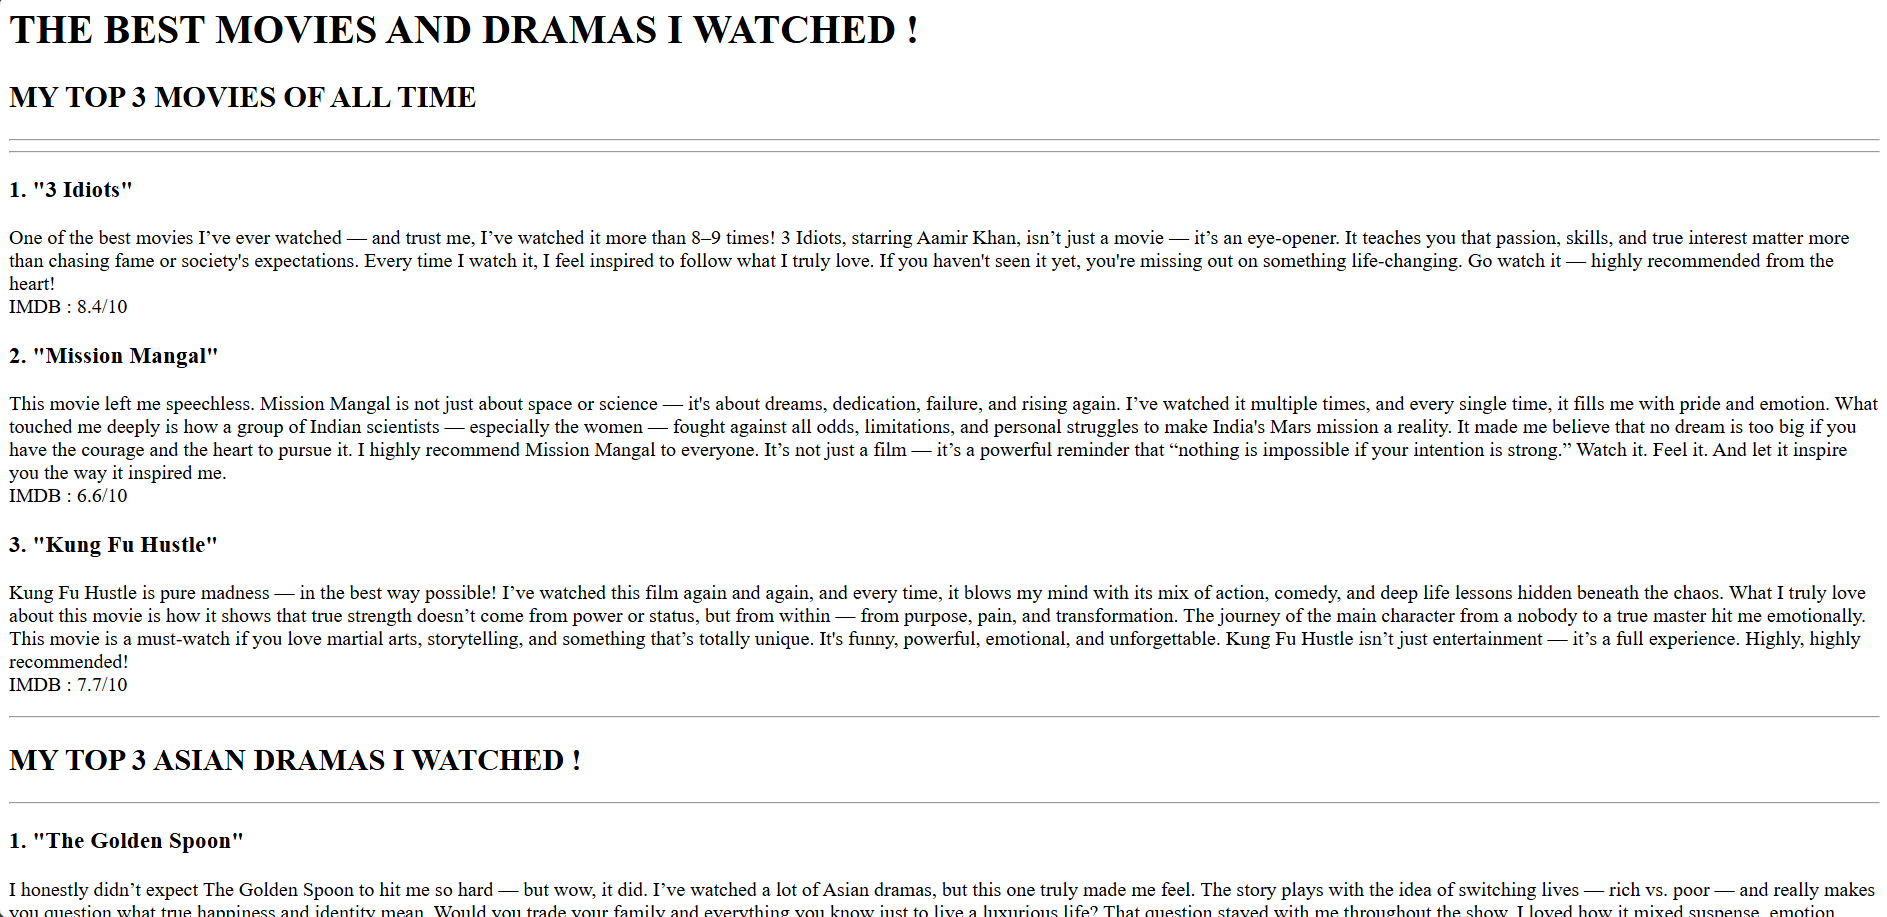 THE BEST MOVIES AND DRAMAS I WATCHED !
MY TOP 3 MOVIES OF ALL TIME
1. "3 Idiots"
One of the best movies I’ve ever watched — and trust me, I’ve watched it more than 8–9 times! 3 Idiots, starring Aamir Khan, isn’t just a movie — it’s an eye-opener. It teaches you that passion, skills, and true interest matter more
than chasing fame or society's expectations. Every time I watch it, I feel inspired to follow what I truly love. If you haven't seen it yet, you're missing out on something life-changing. Go watch it — highly recommended from the
heart!
IMDB : 8.4/10
2. "Mission Mangal"
This movie left me speechless. Mission Mangal is not just about space or science — it's about dreams, dedication, failure, and rising again. I’ve watched it multiple times, and every single time, it fills me with pride and emotion. What
touched me deeply is how a group of Indian scientists — especially the women — fought against all odds, limitations, and personal struggles to make India's Mars mission a reality. It made me believe that no dream is too big if you
have the courage and the heart to pursue it. I highly recommend Mission Mangal to everyone. It’s not just a film — it’s a powerful reminder that “nothing is impossible if your intention is strong.” Watch it. Feel it. And let it inspire
you the way it inspired me.
IMDB : 6.6/10
3. "Kung Fu Hustle"
Kung Fu Hustle is pure madness — in the best way possible! I’ve watched this film again and again, and every time, it blows my mind with its mix of action, comedy, and deep life lessons hidden beneath the chaos. What I truly love
about this movie is how it shows that true strength doesn’t come from power or status, but from within — from purpose, pain, and transformation. The journey of the main character from a nobody to a true master hit me emotionally.
This movie is a must-watch if you love martial arts, storytelling, and something that’s totally unique. It's funny, powerful, emotional, and unforgettable. Kung Fu Hustle isn’t just entertainment — it’s a full experience. Highly, highly
recommended!
IMDB : 7.7/10
MY TOP 3 ASIAN DRAMAS I WATCHED !
1. "The Golden Spoon"
I honestly didn’t expect The Golden Spoon to hit me so hard — but wow, it did. I’ve watched a lot of Asian dramas, but this one truly made me feel. The story plays with the idea of switching lives — rich vs. poor — and really makes
you question what true happiness and identity mean. Would you trade your family and everything you know just to live a luxurious life? That question stayed with me throughout the show. I loved how it mixed suspense, emotion,